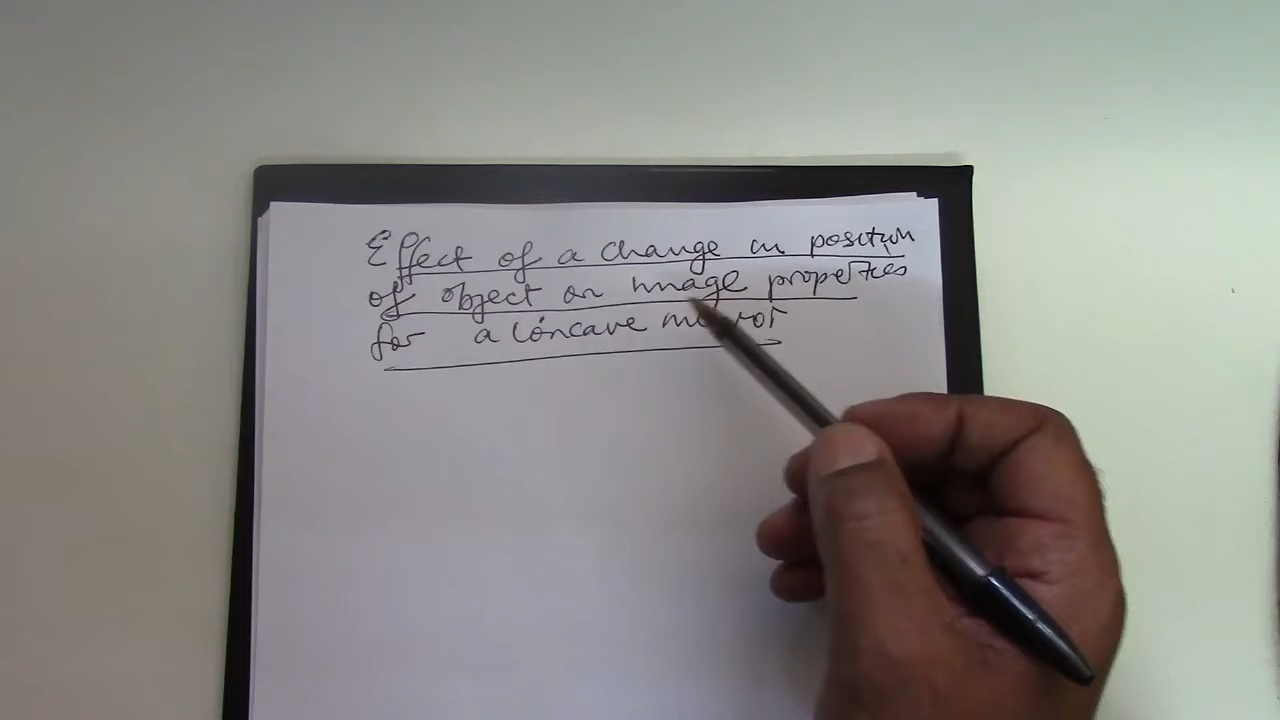 Effect of a change in position
of object on image properties
for a concave mirror